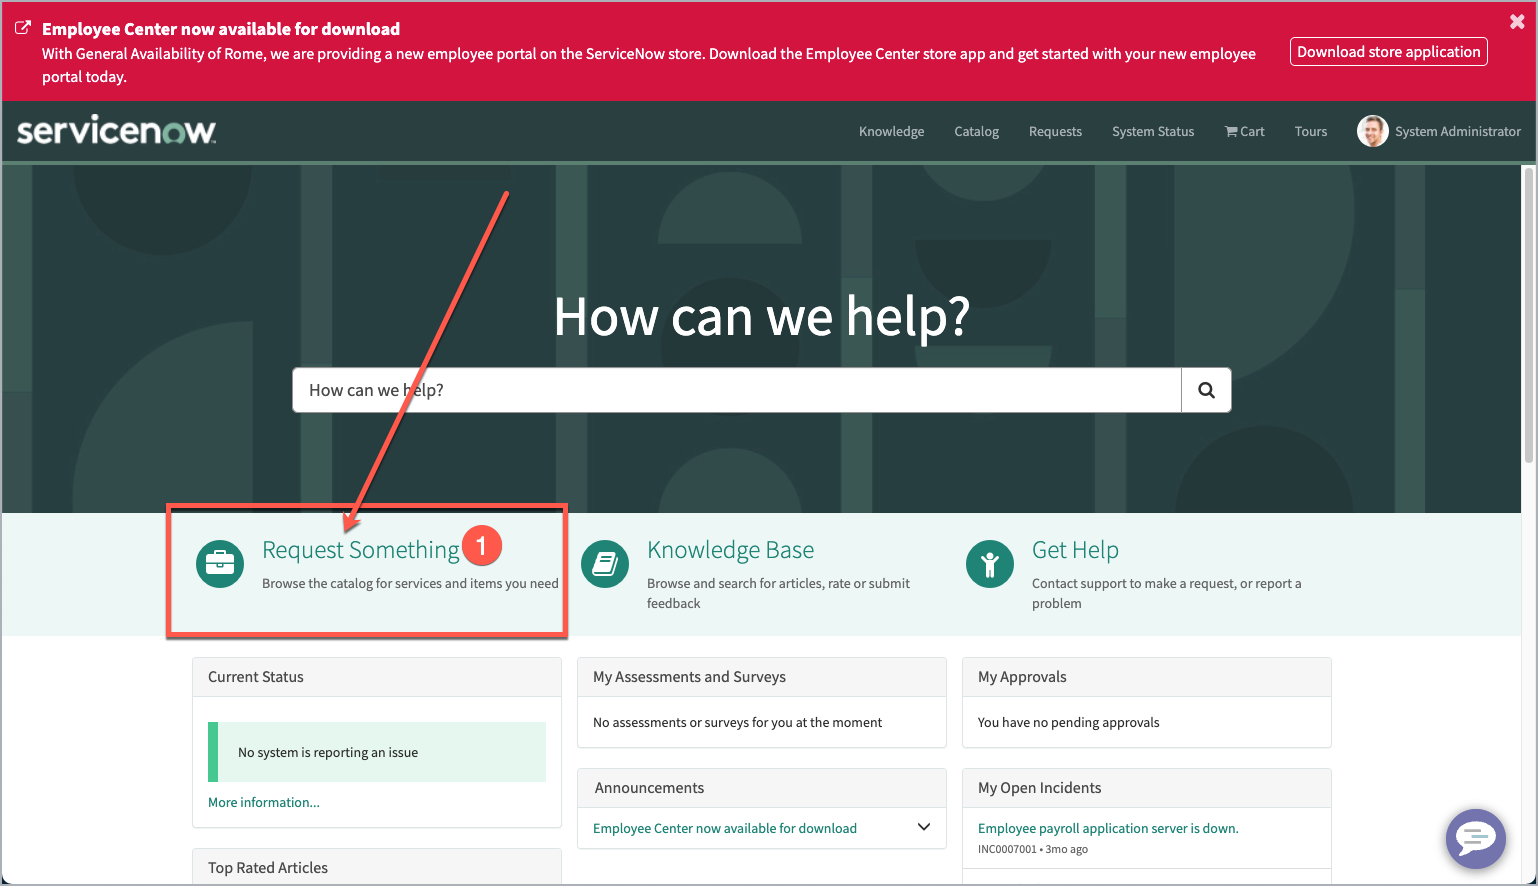 Employee Center now available for download
With General Availability of Rome, we are providing a new employee portal on the ServiceNow store. Download the Employee Center store app and get started with your new employee
portal today.
Download store application
servicenow
Knowledge
Catalog
Requests
System Status
Cart
Tours
System Administrator
How can we help?
How can we help?
Request Something
1
Browse the catalog for services and items you need
Knowledge Base
Browse and search for articles, rate or submit
feedback
Get Help
Contact support to make a request, or report a
problem
Current Status
No system is reporting an issue
More information...
Top Rated Articles
My Assessments and Surveys
No assessments or surveys for you at the moment
Announcements
Employee Center now available for download
My Approvals
You have no pending approvals
My Open Incidents
Employee payroll application server is down.
INC0007001 • 3mo ago